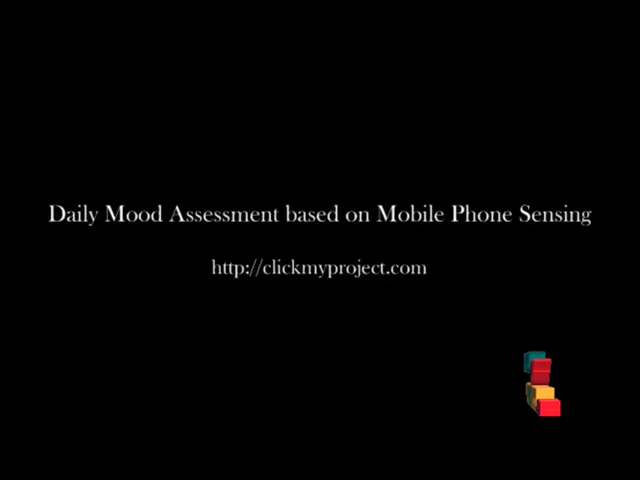 Daily Mood Assessment based on Mobile Phone Sensing
http://clickmyproject.com